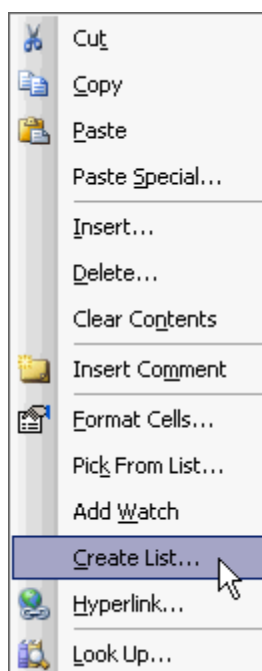 Cut
Copy
Paste
Paste Special...
Insert...
Delete...
Clear Contents
Insert Comment
Format Cells...
Pick From List...
Add Watch
Create List...
Hyperlink...
Look Up...